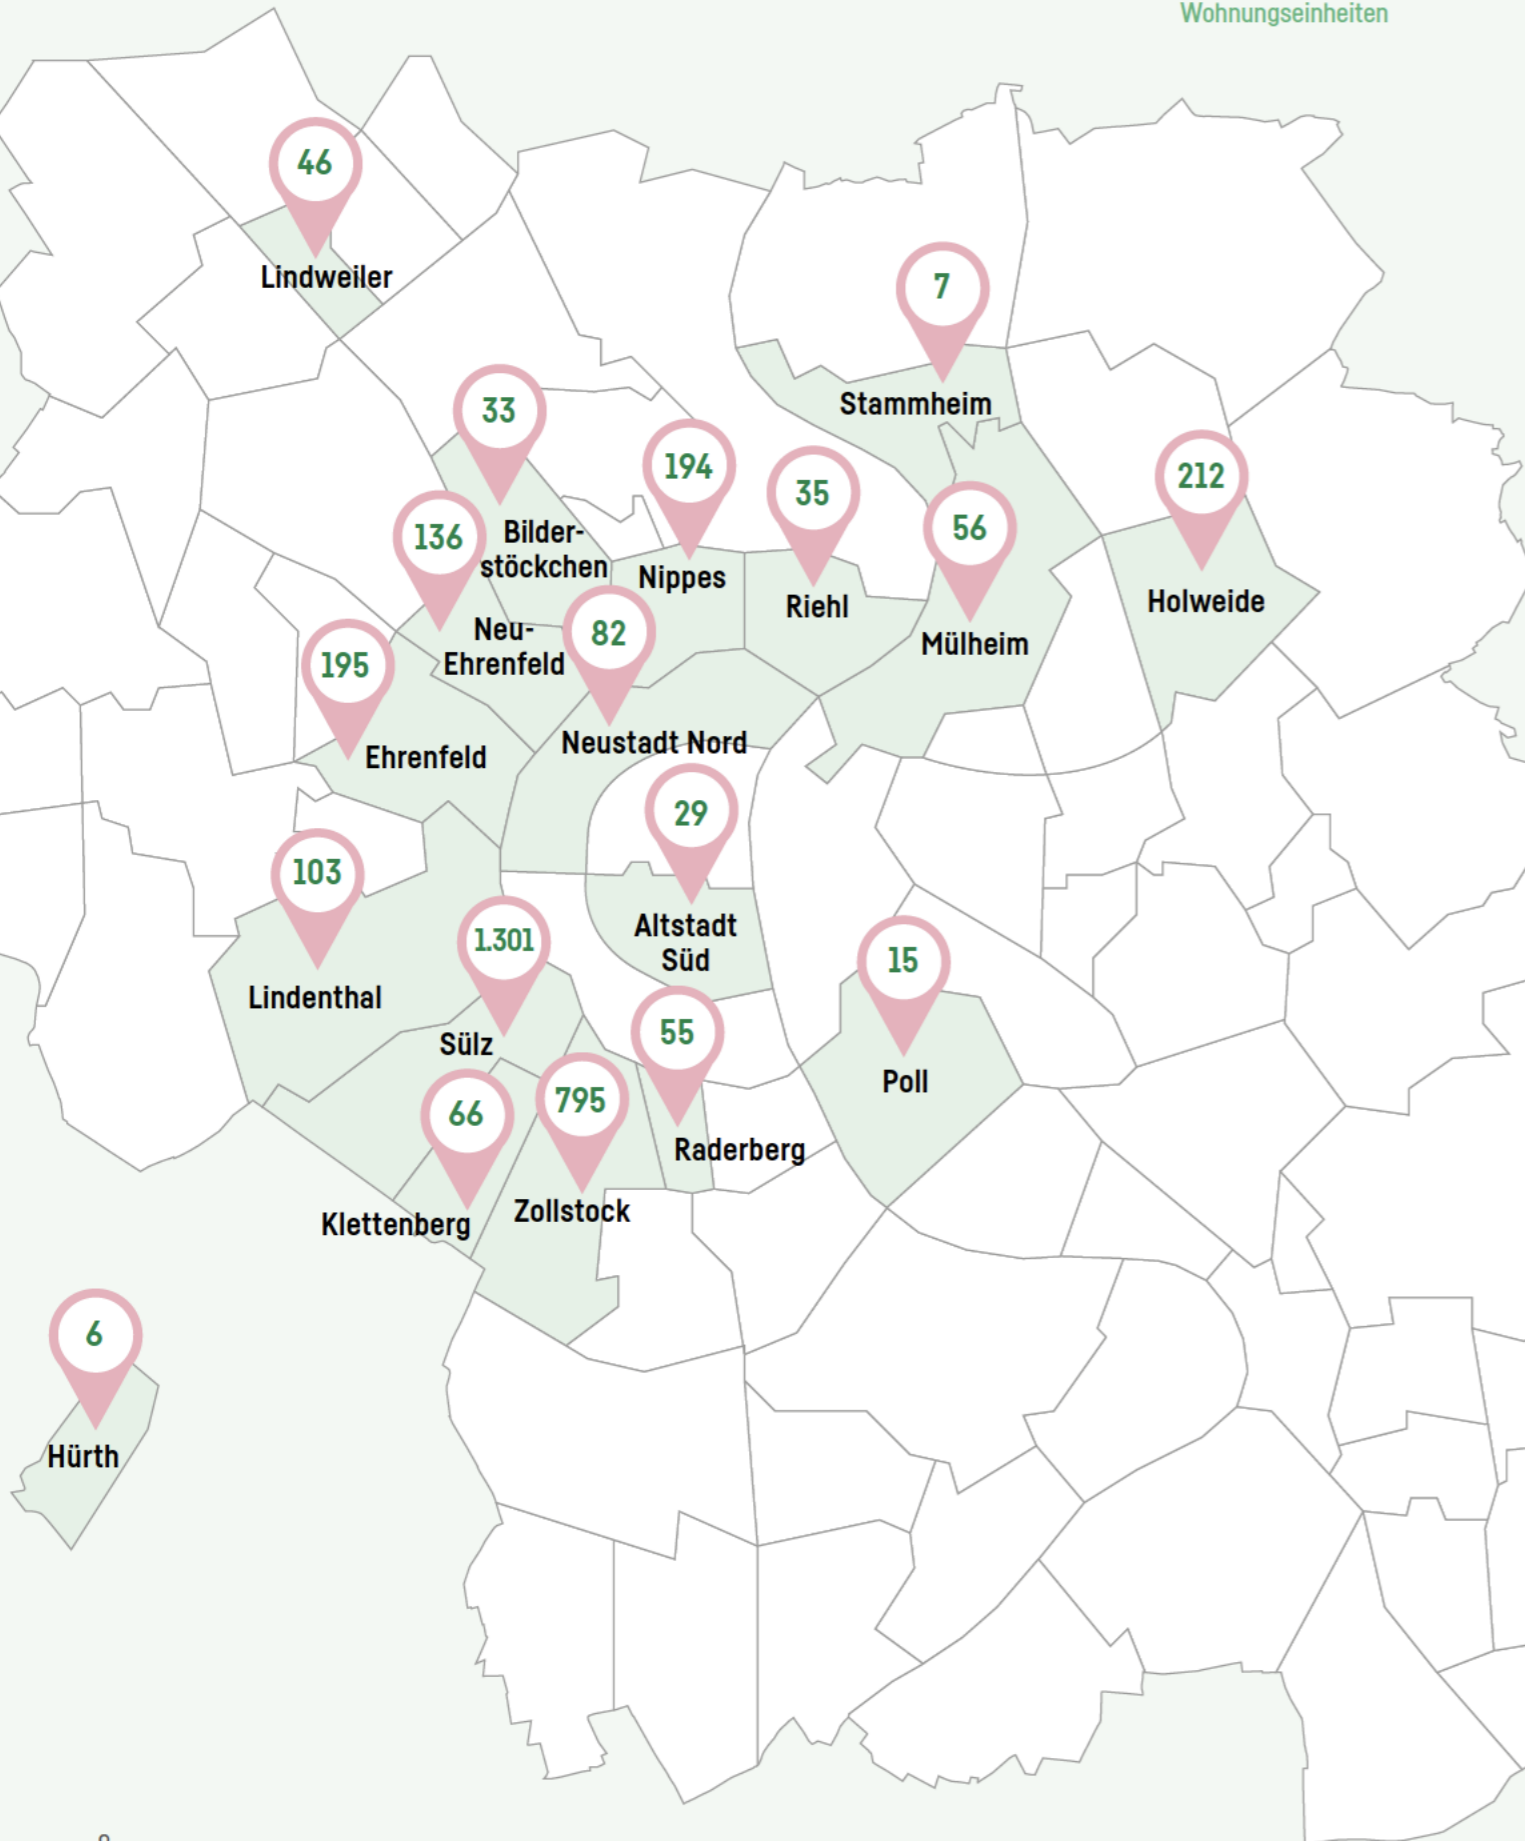 Wohnungseinheiten
46
Lindweiler
7
Stammheim
33
Bilder-
stöckchen
194
Nippes
35
Riehl
56
Mülheim
212
Holweide
136
Neu-
Ehrenfeld
82
Neustadt Nord
195
Ehrenfeld
29
Altstadt
Süd
103
Lindenthal
1.301
Sülz
15
Poll
55
Raderberg
66
Klettenberg
795
Zollstock
6
Hürth